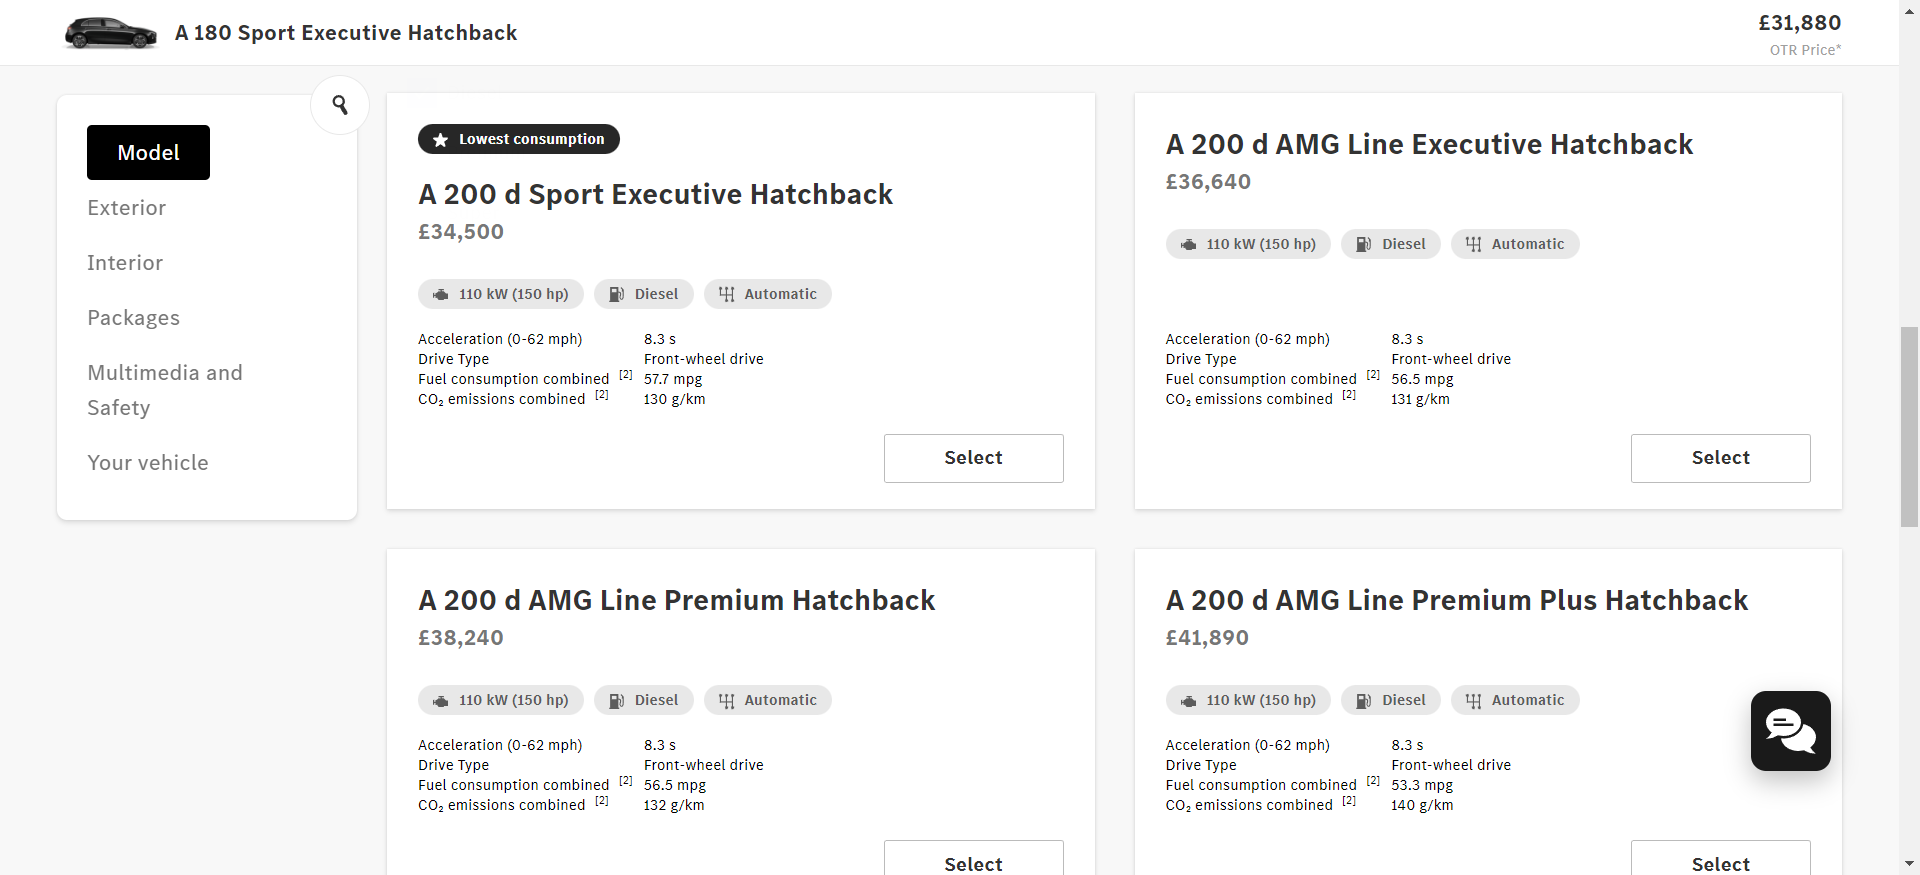 A 180 Sport Executive Hatchback
£31,880
OTR Price*
Model
Exterior
Interior
Packages
Multimedia and
Safety
Your vehicle
Lowest consumption
A 200 d Sport Executive Hatchback
£34,500
110 kW (150 hp)
Diesel
Automatic
Acceleration (0-62 mph) 8.3 s
Drive Type Front-wheel drive
Fuel consumption combined [2] 57.7 mpg
CO₂ emissions combined [2] 130 g/km
Select
A 200 d AMG Line Executive Hatchback
£36,640
110 kW (150 hp)
Diesel
Automatic
Acceleration (0-62 mph) 8.3 s
Drive Type Front-wheel drive
Fuel consumption combined [2] 56.5 mpg
CO₂ emissions combined [2] 131 g/km
Select
A 200 d AMG Line Premium Hatchback
£38,240
110 kW (150 hp)
Diesel
Automatic
Acceleration (0-62 mph) 8.3 s
Drive Type Front-wheel drive
Fuel consumption combined [2] 56.5 mpg
CO₂ emissions combined [2] 132 g/km
Select
A 200 d AMG Line Premium Plus Hatchback
£41,890
110 kW (150 hp)
Diesel
Automatic
Acceleration (0-62 mph) 8.3 s
Drive Type Front-wheel drive
Fuel consumption combined [2] 53.3 mpg
CO₂ emissions combined [2] 140 g/km
Select